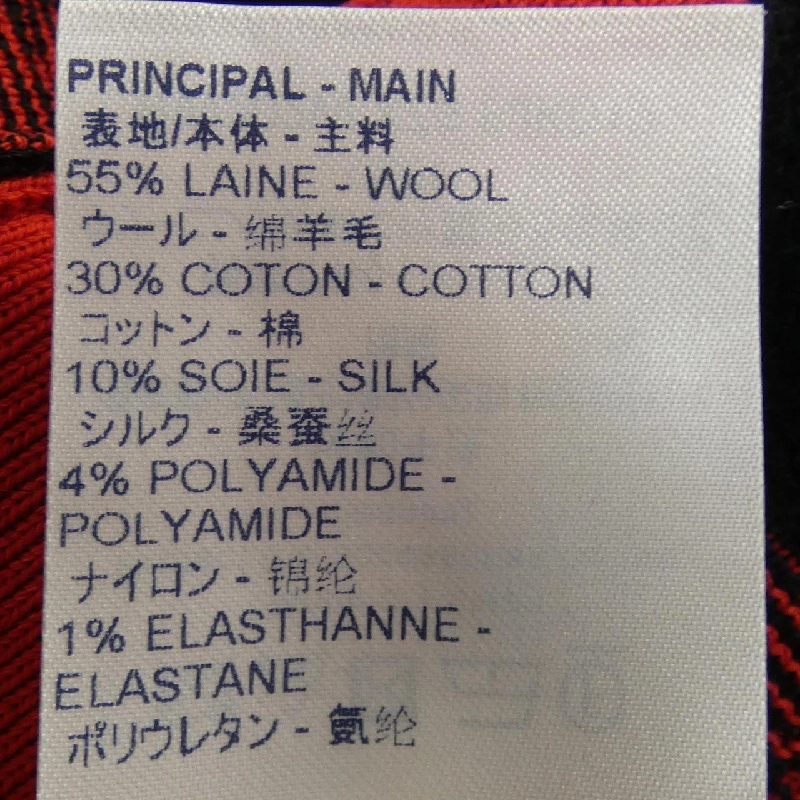 PRINCIPAL - MAIN
表地/本体 - 主料
55% LAINE - WOOL
ウール - 绵羊毛
30% COTON - COTTON
コットン - 棉
10% SOIE - SILK
シルク - 桑蚕丝
4% POLYAMIDE -
POLYAMIDE
ナイロン - 锦纶
1% ELASTHANNE -
ELASTANE
ポリウレタン - 氨纶